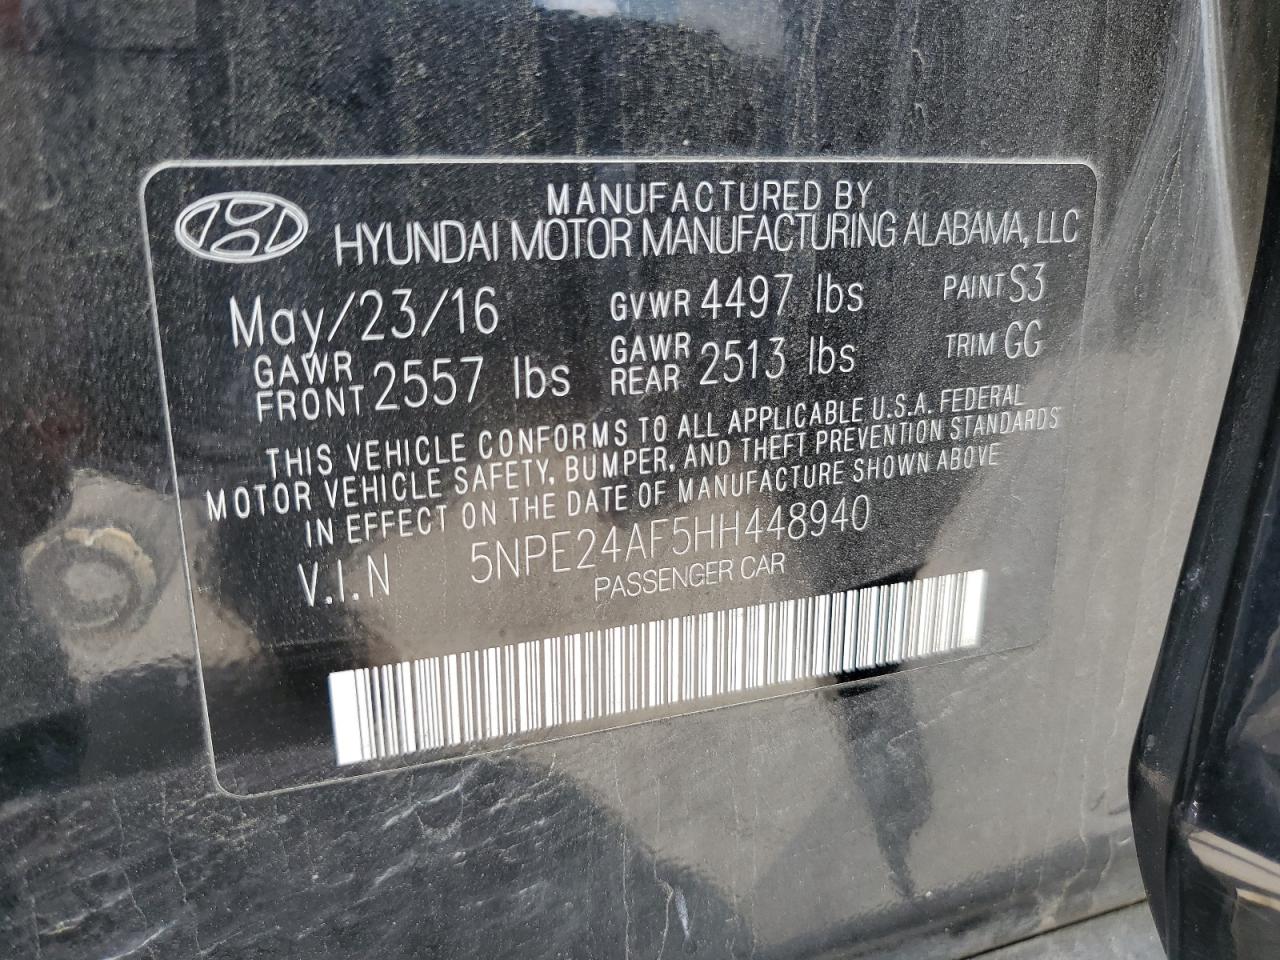 MANUFACTURED BY
HYUNDAI MOTOR MANUFACTURING ALABAMA, LLC
May/23/16 GVWR 4497 lbs PAINT S3
GAWR FRONT 2557 lbs GAWR REAR 2513 lbs TRIM GG
THIS VEHICLE CONFORMS TO ALL APPLICABLE U.S.A. FEDERAL
MOTOR VEHICLE SAFETY, BUMPER, AND THEFT PREVENTION STANDARDS
IN EFFECT ON THE DATE OF MANUFACTURE SHOWN ABOVE
V.I.N 5NPE24AF5HH448940
PASSENGER CAR